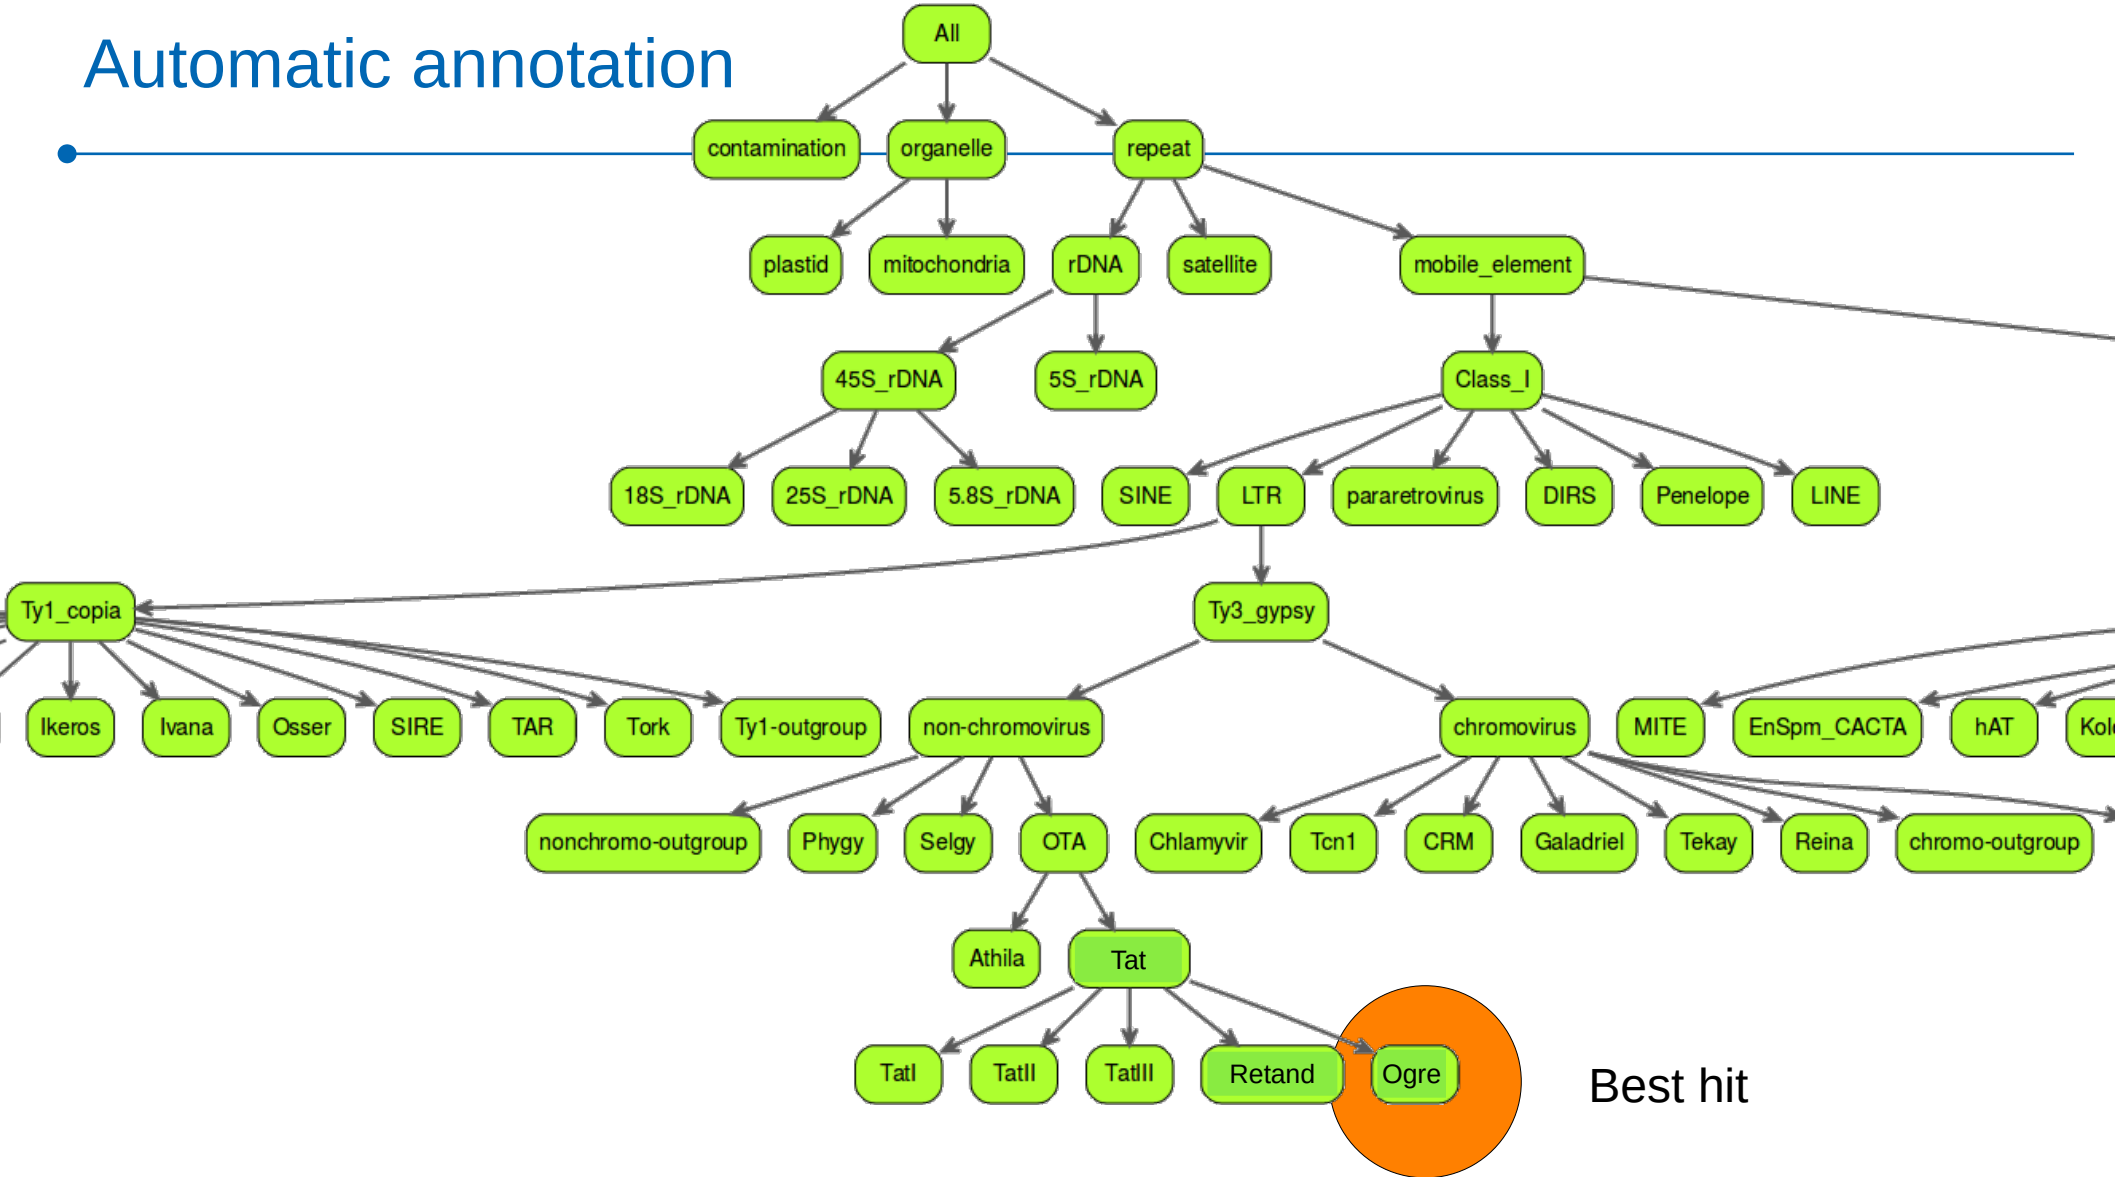 Automatic annotation
All
contamination
organelle
repeat
plastid
mitochondria
rDNA
satellite
mobile_element
45S_rDNA
5S_rDNA
Class_I
18S_rDNA
25S_rDNA
5.8S_rDNA
SINE
LTR
pararetrovirus
DIRS
Penelope
LINE
Ty1_copia
Ty3_gypsy
Ikeros
Ivana
Osser
SIRE
TAR
Tork
Ty1-outgroup
non-chromovirus
chromovirus
MITE
EnSpm_CACTA
hAT
nonchromo-outgroup
Phygy
Selgy
OTA
Chlamyvir
Tcn1
CRM
Galadriel
Tekay
Reina
chromo-outgroup
Athila
Tat
TatI
TatII
TatIII
Retand
Ogre
Best hit